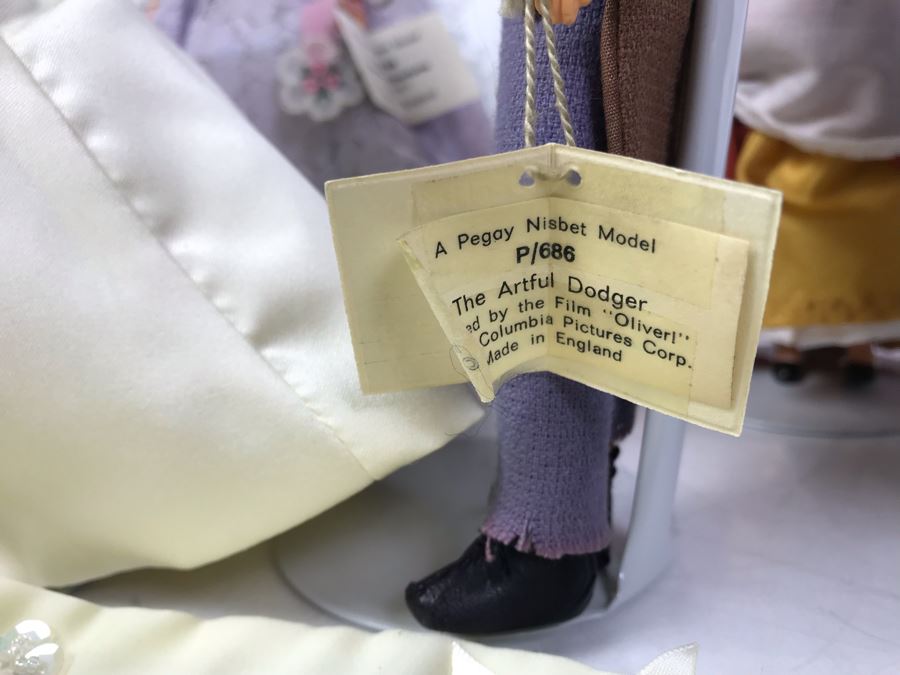 A Pegay Nisbet Model
P/686
The Artful Dodger
ed by the Film "Oliver!"
Columbia Pictures Corp.
Made in England